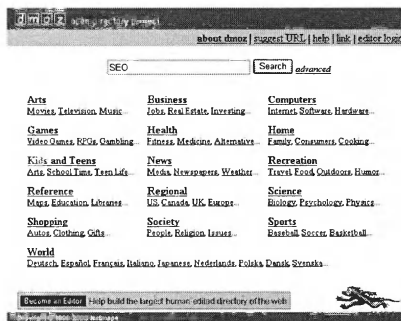 dmoz open directory project
about dmoz | suggest URL | help | link | editor login
SEO Search advanced
Arts Business Computers
Movies, Television, Music... Jobs, Real Estate, Investing... Internet, Software, Hardware...
Games Health Home
Video Games, RPGs, Gambling... Fitness, Medicine, Alternative... Family, Consumers, Cooking...
Kids and Teens News Recreation
Arts, School Time, Teen Life... Media, Newspapers, Weather... Travel, Food, Outdoors, Humor...
Reference Regional Science
Maps, Education, Libraries... US, Canada, UK, Europe... Biology, Psychology, Physics...
Shopping Society Sports
Autos, Clothing, Gifts... People, Religion, Issues... Baseball, Soccer, Basketball...
World
Deutsch, Español, Français, Italiano, Japanese, Nederlands, Polska, Dansk, Svenska...
Become an Editor Help build the largest human-edited directory of the web
Netscape